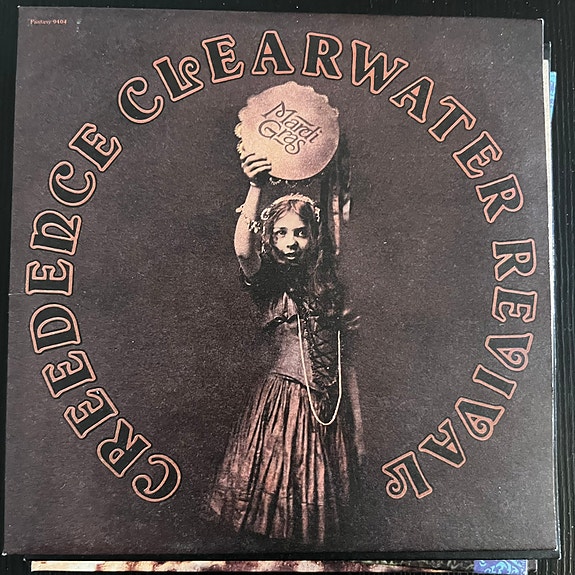 Fantasy 9404
CREEDENCE CLEARWATER REVIVAL
Mardi
Gras